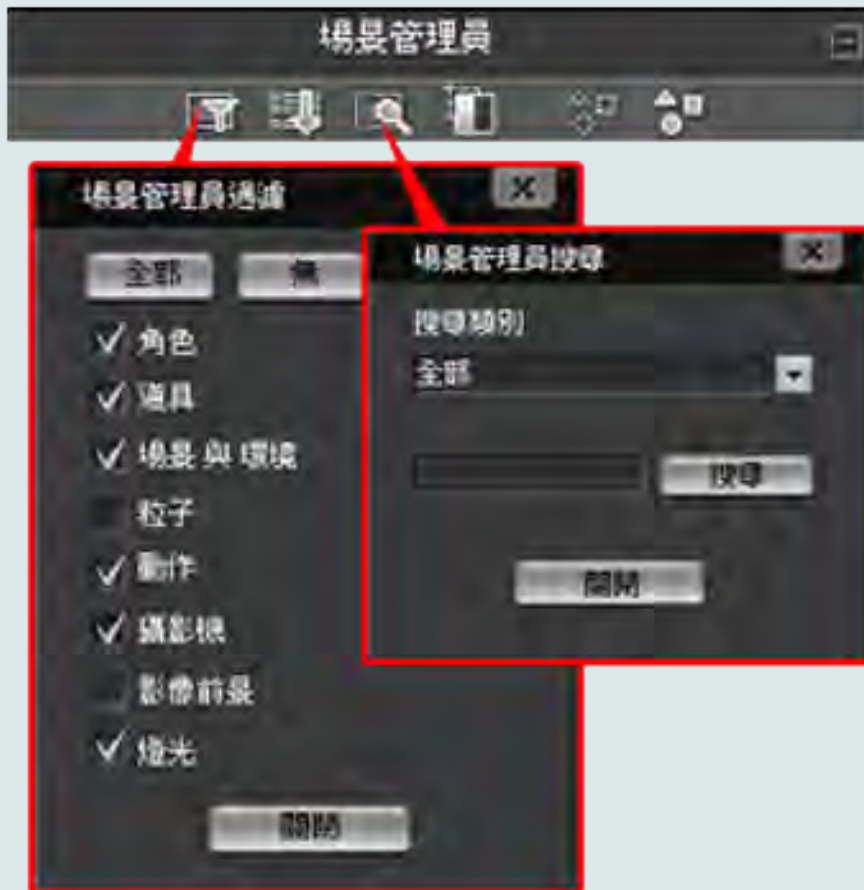 場景管理員
場景管理員過濾
全部 無
角色
道具
場景 與 環境
粒子
動作
攝影機
影像前景
燈光
關閉
場景管理員搜尋
搜尋類別
全部
搜尋
關閉